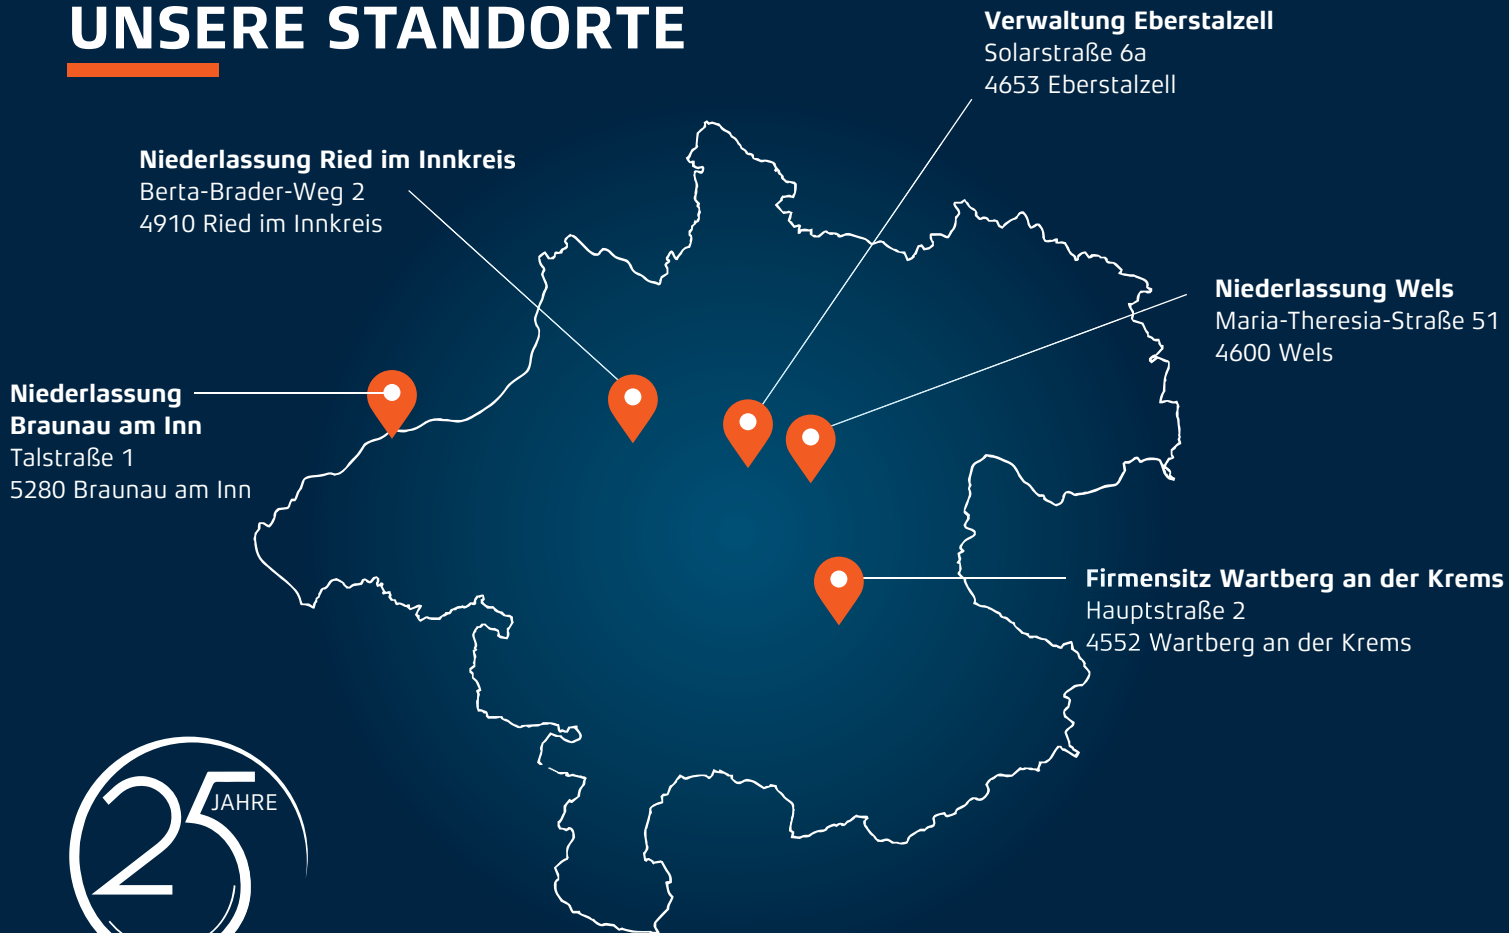 UNSERE STANDORTE
Verwaltung Eberstalzell
Solarstraße 6a
4653 Eberstalzell
Niederlassung Ried im Innkreis
Berta-Brader-Weg 2
4910 Ried im Innkreis
Niederlassung Wels
Maria-Theresia-Straße 51
4600 Wels
Niederlassung
Braunau am Inn
Talstraße 1
5280 Braunau am Inn
Firmensitz Wartberg an der Krems
Hauptstraße 2
4552 Wartberg an der Krems
25
JAHRE